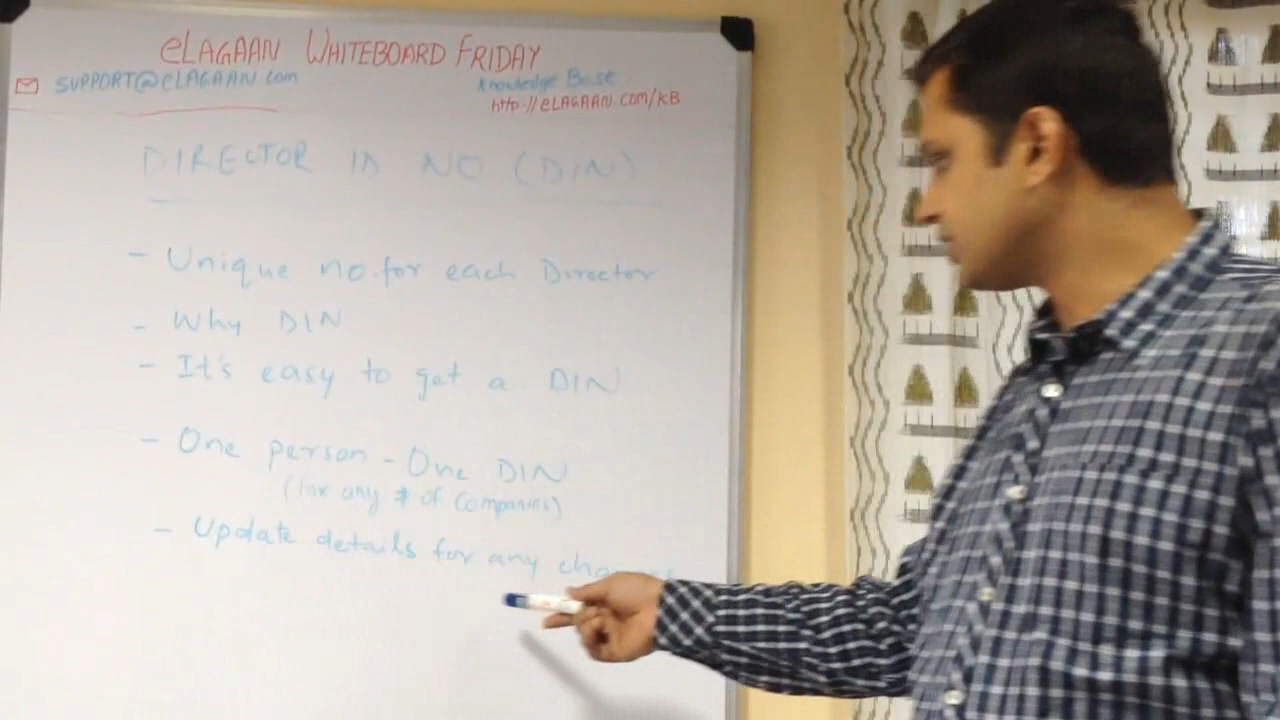 eLAGAAN WHITEBOARD FRIDAY
SUPPORT@eLAGAAN.com
Knowledge Base
http://eLAGAAN.com/KB
DIRECTOR ID NO (DIN)
- Unique no. for each Director
- Why DIN
- It's easy to get a DIN
- One person - One DIN
(for any # of Companies)
- Update details for any